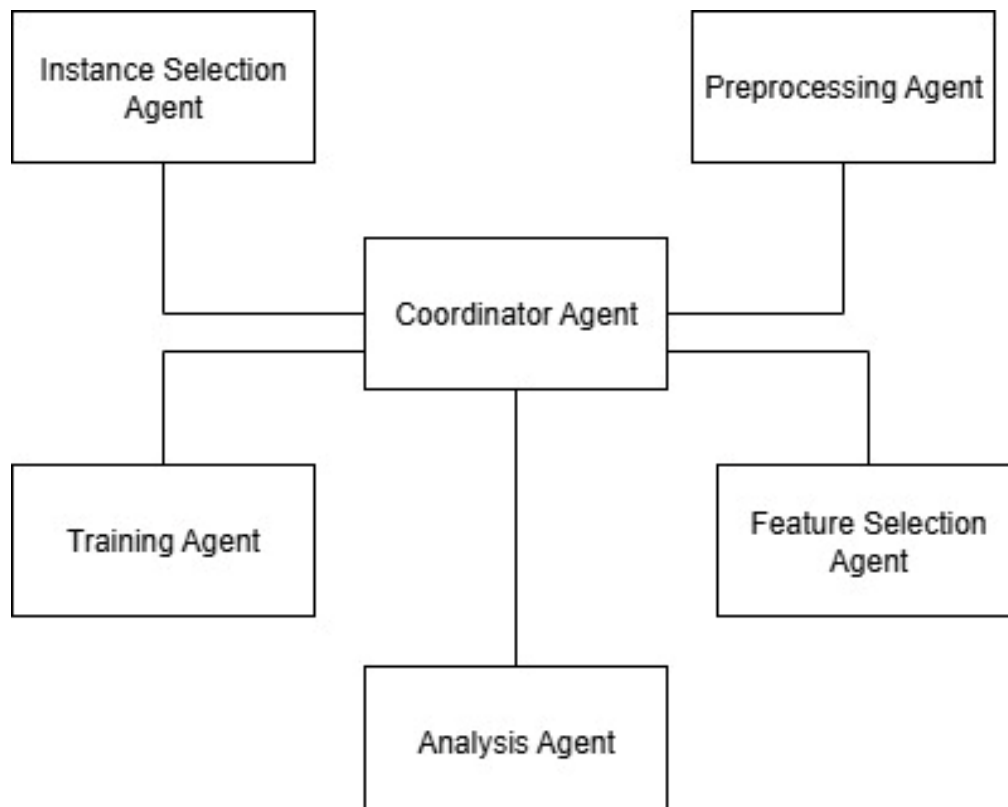 Instance Selection
Agent
Preprocessing Agent
Coordinator Agent
Training Agent
Feature Selection
Agent
Analysis Agent